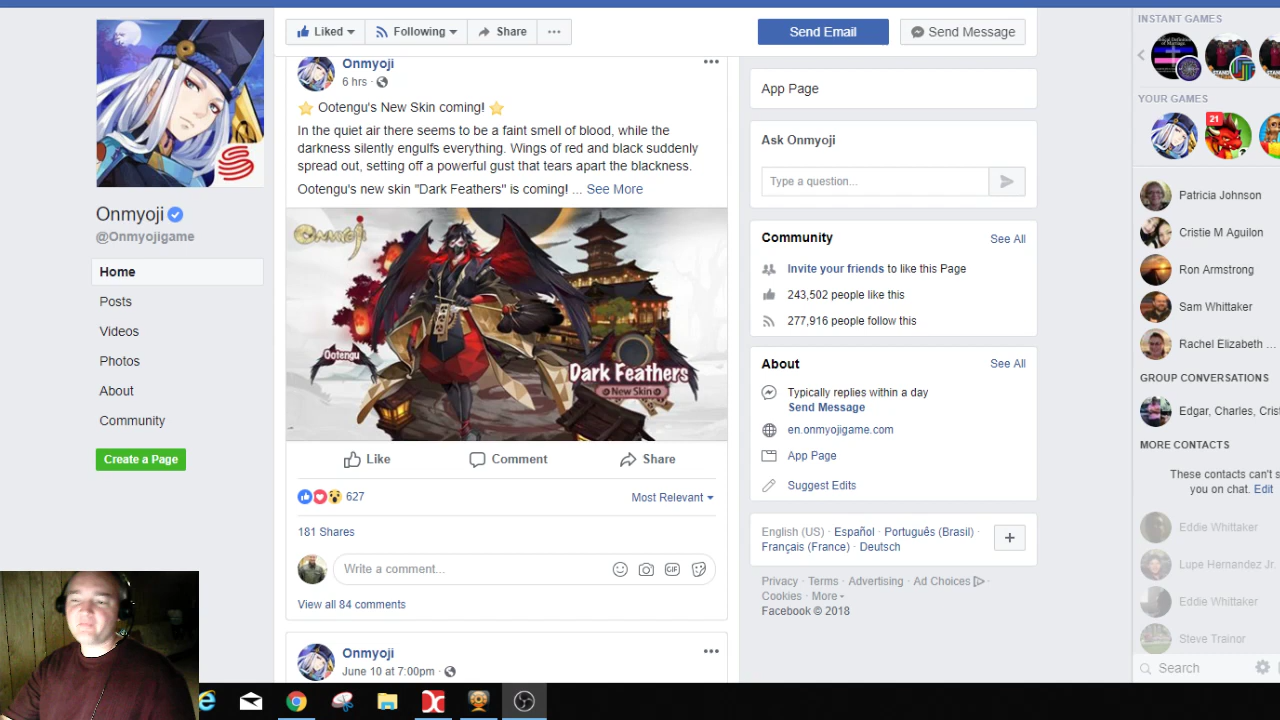 Liked
Following
Share
Send Email
Send Message
Onmyoji
@Onmyojigame
Home
Posts
Videos
Photos
About
Community
Create a Page
Onmyoji
6 hrs ·
Ootengu's New Skin coming!
In the quiet air there seems to be a faint smell of blood, while the
darkness silently engulfs everything. Wings of red and black suddenly
spread out, setting off a powerful gust that tears apart the blackness.
Ootengu's new skin "Dark Feathers" is coming! ... See More
ONMYOJI
Ootengu
Dark Feathers
New Skin
Like
Comment
Share
627
Most Relevant
181 Shares
Write a comment...
GIF
View all 84 comments
Onmyoji
June 10 at 7:00pm ·
App Page
Ask Onmyoji
Type a question...
Community
See All
Invite your friends to like this Page
243,502 people like this
277,916 people follow this
About
See All
Typically replies within a day
Send Message
en.onmyojigame.com
App Page
Suggest Edits
English (US) · Español · Português (Brasil) ·
Français (France) · Deutsch
Privacy · Terms · Advertising · Ad Choices ·
Cookies · More
Facebook © 2018
INSTANT GAMES
YOUR GAMES
21
Patricia Johnson
Cristie M Aguilon
Ron Armstrong
Sam Whittaker
Rachel Elizabeth ...
GROUP CONVERSATIONS
Edgar, Charles, Cris
MORE CONTACTS
These contacts can't s
you on chat. Edit
Eddie Whittaker
Lupe Hernandez Jr.
Eddie Whittaker
Steve Trainor
Search